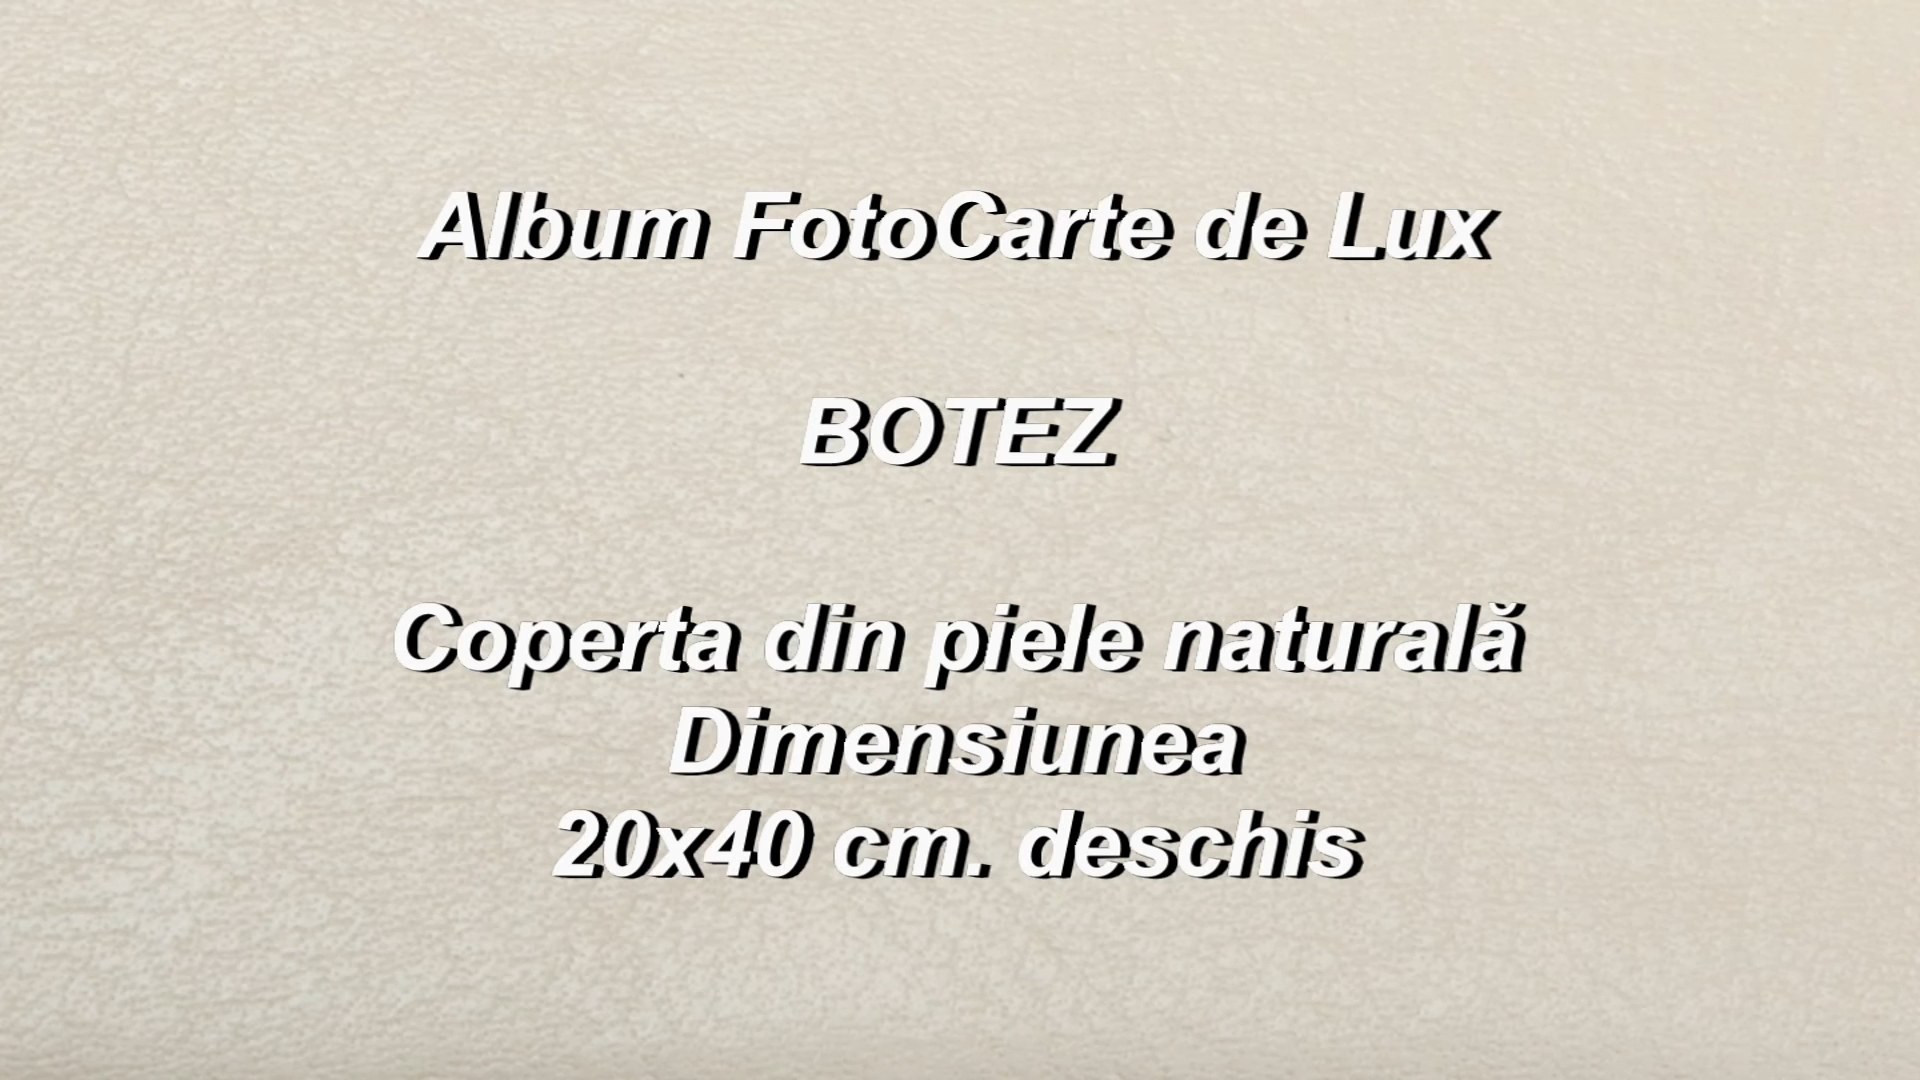 Album FotoCarte de Lux
BOTEZ
Coperta din piele naturală
Dimensiunea
20x40 cm. deschis